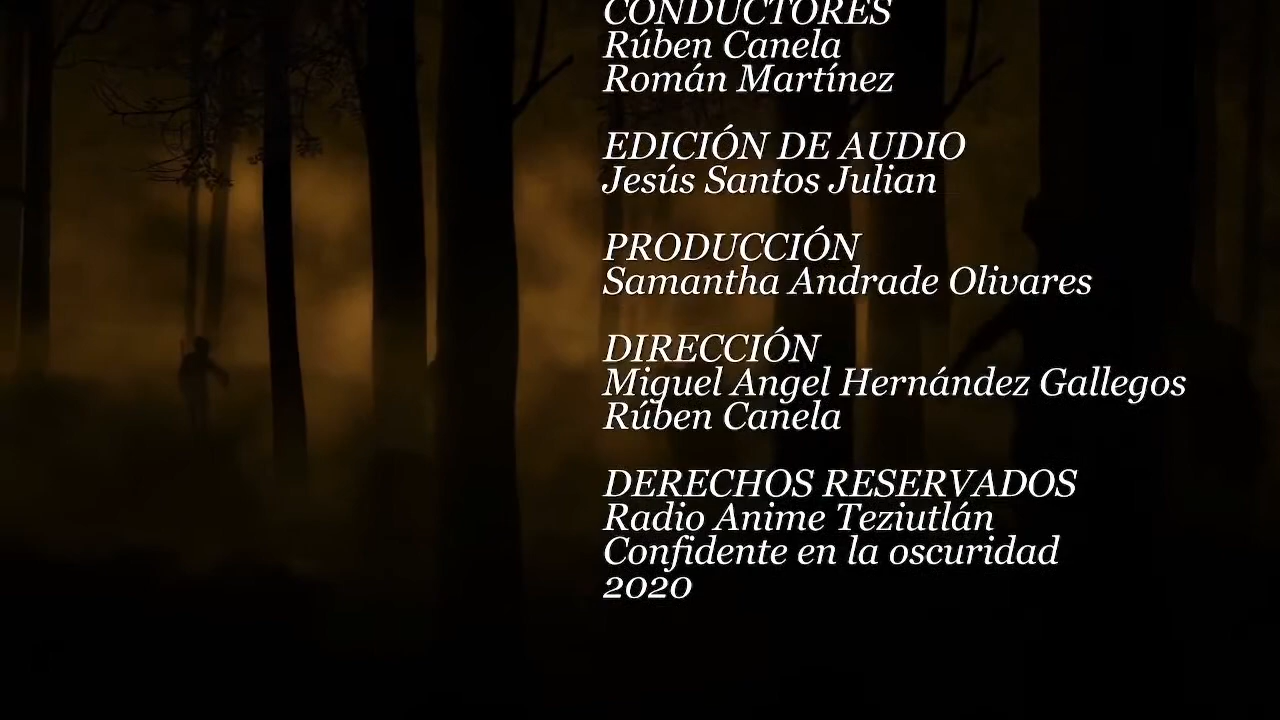 CONDUCTORES
Rúben Canela
Román Martínez
EDICIÓN DE AUDIO
Jesús Santos Julian
PRODUCCIÓN
Samantha Andrade Olivares
DIRECCIÓN
Miguel Angel Hernández Gallegos
Rúben Canela
DERECHOS RESERVADOS
Radio Anime Teziutlán
Confidente en la oscuridad
2020